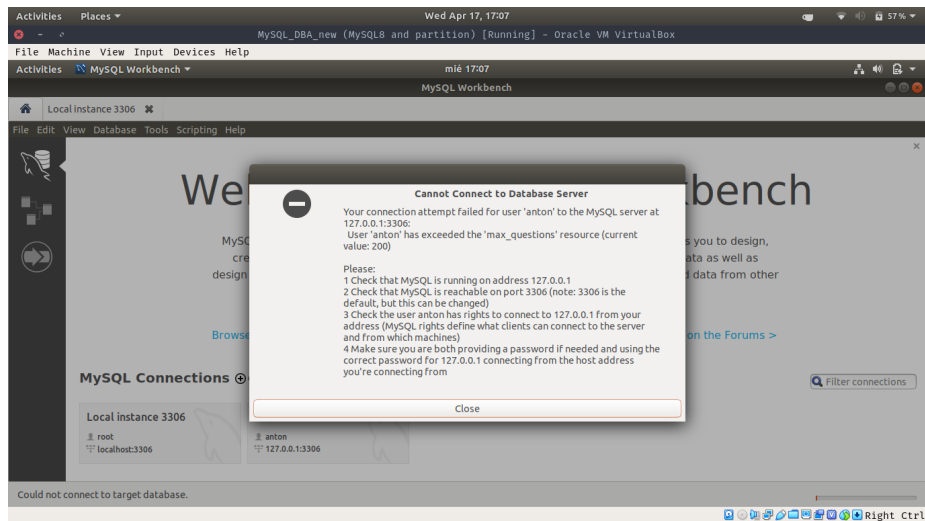 Activities Places Wed Apr 17, 17:07 57%
MySQL_DBA_new (MySQL8 and partition) [Running] - Oracle VM VirtualBox
File Machine View Input Devices Help
Activities MySQL Workbench mié 17:07
MySQL Workbench
Local instance 3306
File Edit View Database Tools Scripting Help
We bench
Cannot Connect to Database Server
Your connection attempt failed for user 'anton' to the MySQL server at
127.0.0.1:3306:
User 'anton' has exceeded the 'max_questions' resource (current
value: 200)
Please:
1 Check that MySQL is running on address 127.0.0.1
2 Check that MySQL is reachable on port 3306 (note: 3306 is the
default, but this can be changed)
3 Check the user anton has rights to connect to 127.0.0.1 from your
address (MySQL rights define what clients can connect to the server
and from which machines)
4 Make sure you are both providing a password if needed and using the
correct password for 127.0.0.1 connecting from the host address
you're connecting from
Close
MySQ s you to design,
cre ata as well as
design d data from other
Browse on the Forums >
MySQL Connections
Filter connections
Local instance 3306
root
localhost:3306
anton
127.0.0.1:3306
Could not connect to target database.
Right Ctrl